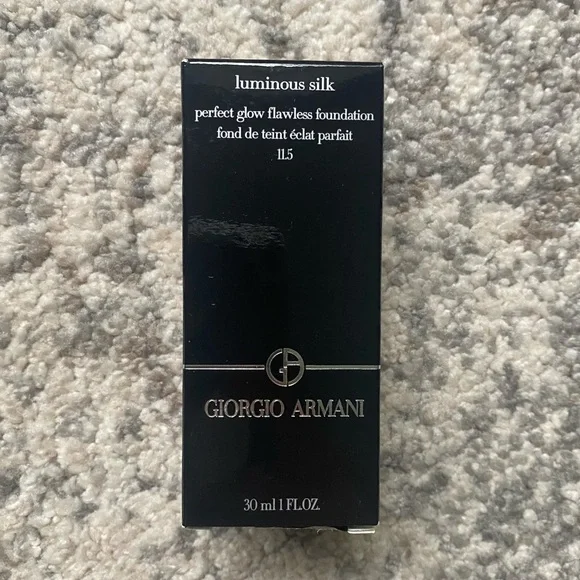 luminous silk
perfect glow flawless foundation
fond de teint éclat parfait
11.5
GIORGIO ARMANI
30 ml 1 FL.OZ.